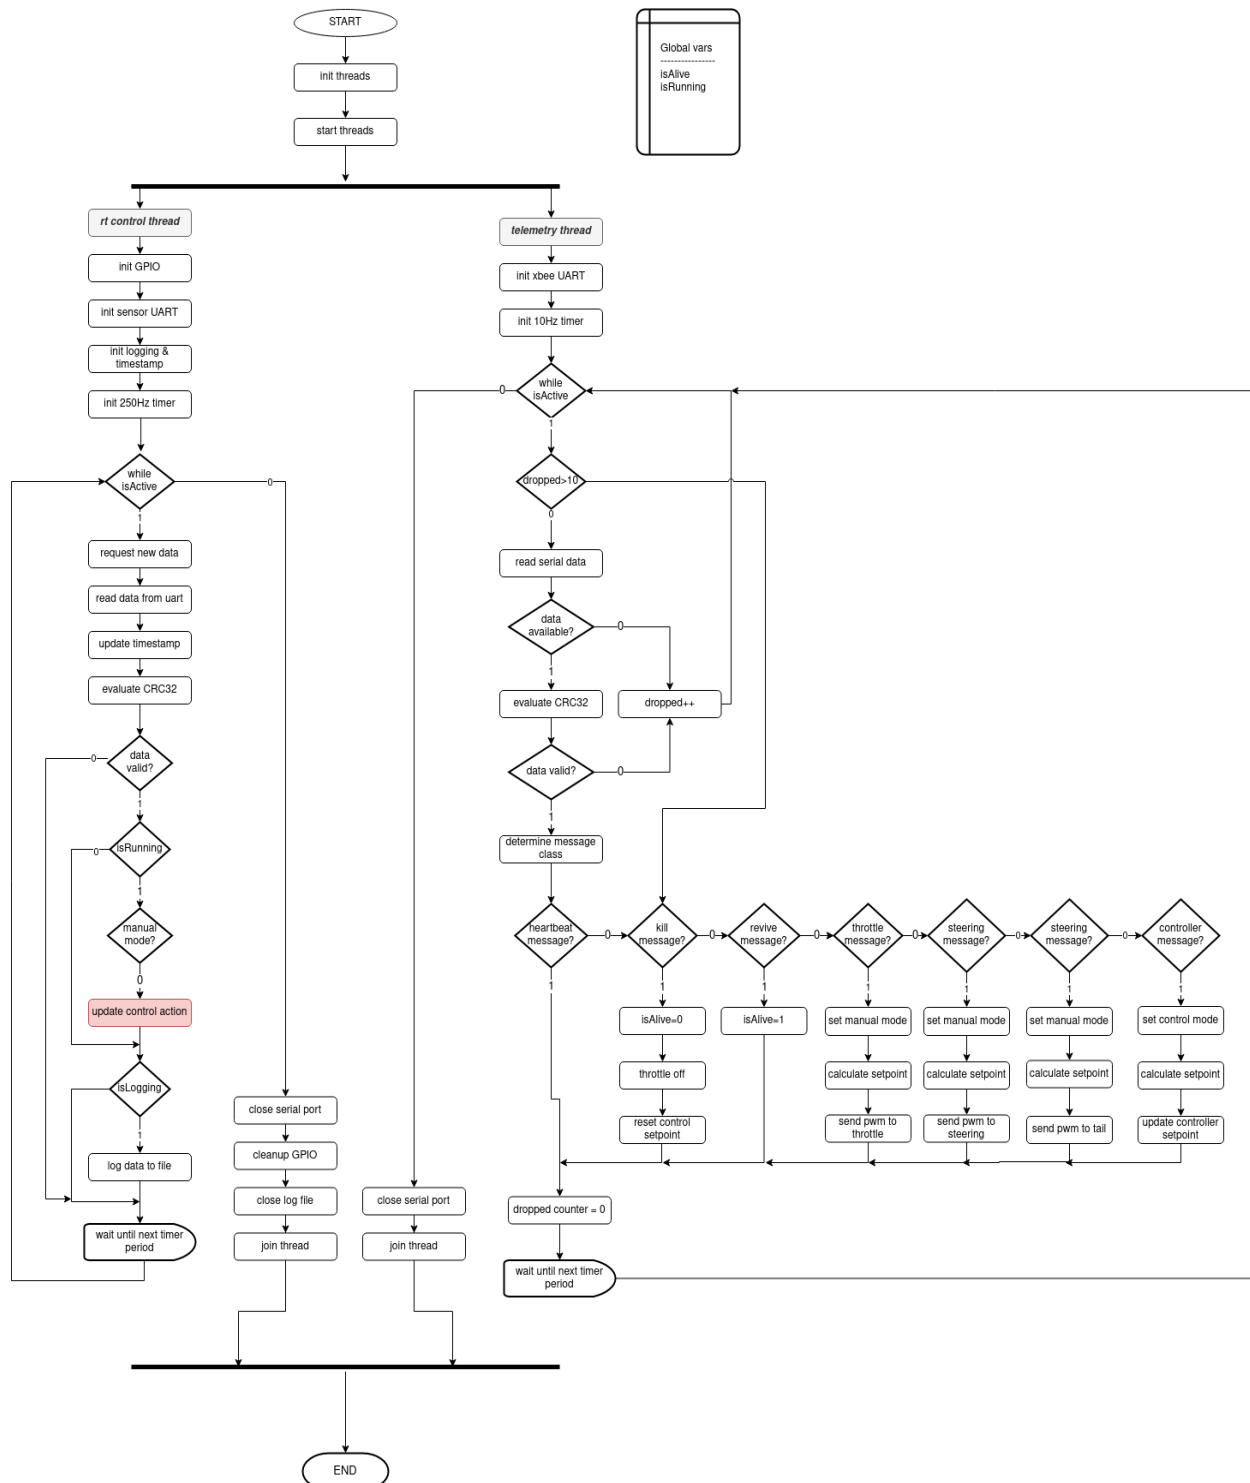 START
init threads
start threads
Global vars
----------------
isAlive
isRunning
rt control thread
init GPIO
init sensor UART
init logging &
timestamp
init 250Hz timer
while
isActive
0
1
request new data
read data from uart
update timestamp
evaluate CRC32
data
valid?
0
1
isRunning
0
1
manual
mode?
0
update control action
isLogging
1
log data to file
wait until next timer
period
close serial port
cleanup GPIO
close log file
join thread
telemetry thread
init xbee UART
init 10Hz timer
while
isActive
0
1
dropped>10
0
read serial data
data
available?
0
1
evaluate CRC32
dropped++
data valid?
0
1
determine message
class
heartbeat
message?
0
1
kill
message?
0
1
isAlive=0
throttle off
reset control
setpoint
revive
message?
0
1
isAlive=1
throttle
message?
0
1
set manual mode
calculate setpoint
send pwm to
throttle
steering
message?
0
1
set manual mode
calculate setpoint
send pwm to
steering
steering
message?
0
1
set manual mode
calculate setpoint
send pwm to tail
controller
message?
1
set control mode
calculate setpoint
update controller
setpoint
dropped counter = 0
wait until next timer
period
close serial port
join thread
END